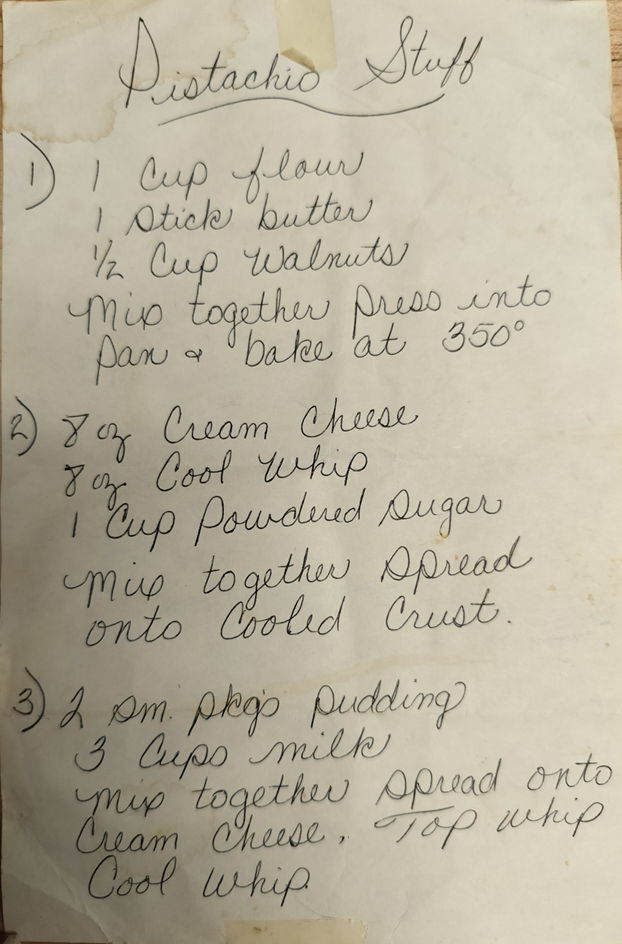 Pistachio Stuff
1) 1 Cup flour
1 stick butter
1/2 Cup Walnuts
Mix together press into
pan & bake at 350°
2) 8 oz Cream Cheese
8 oz Cool Whip
1 Cup Powdered Sugar
Mix together spread
onto Cooled Crust.
3) 2 sm. pkgs pudding
3 Cups milk
Mix together spread onto
Cream Cheese. Top whip
Cool Whip.